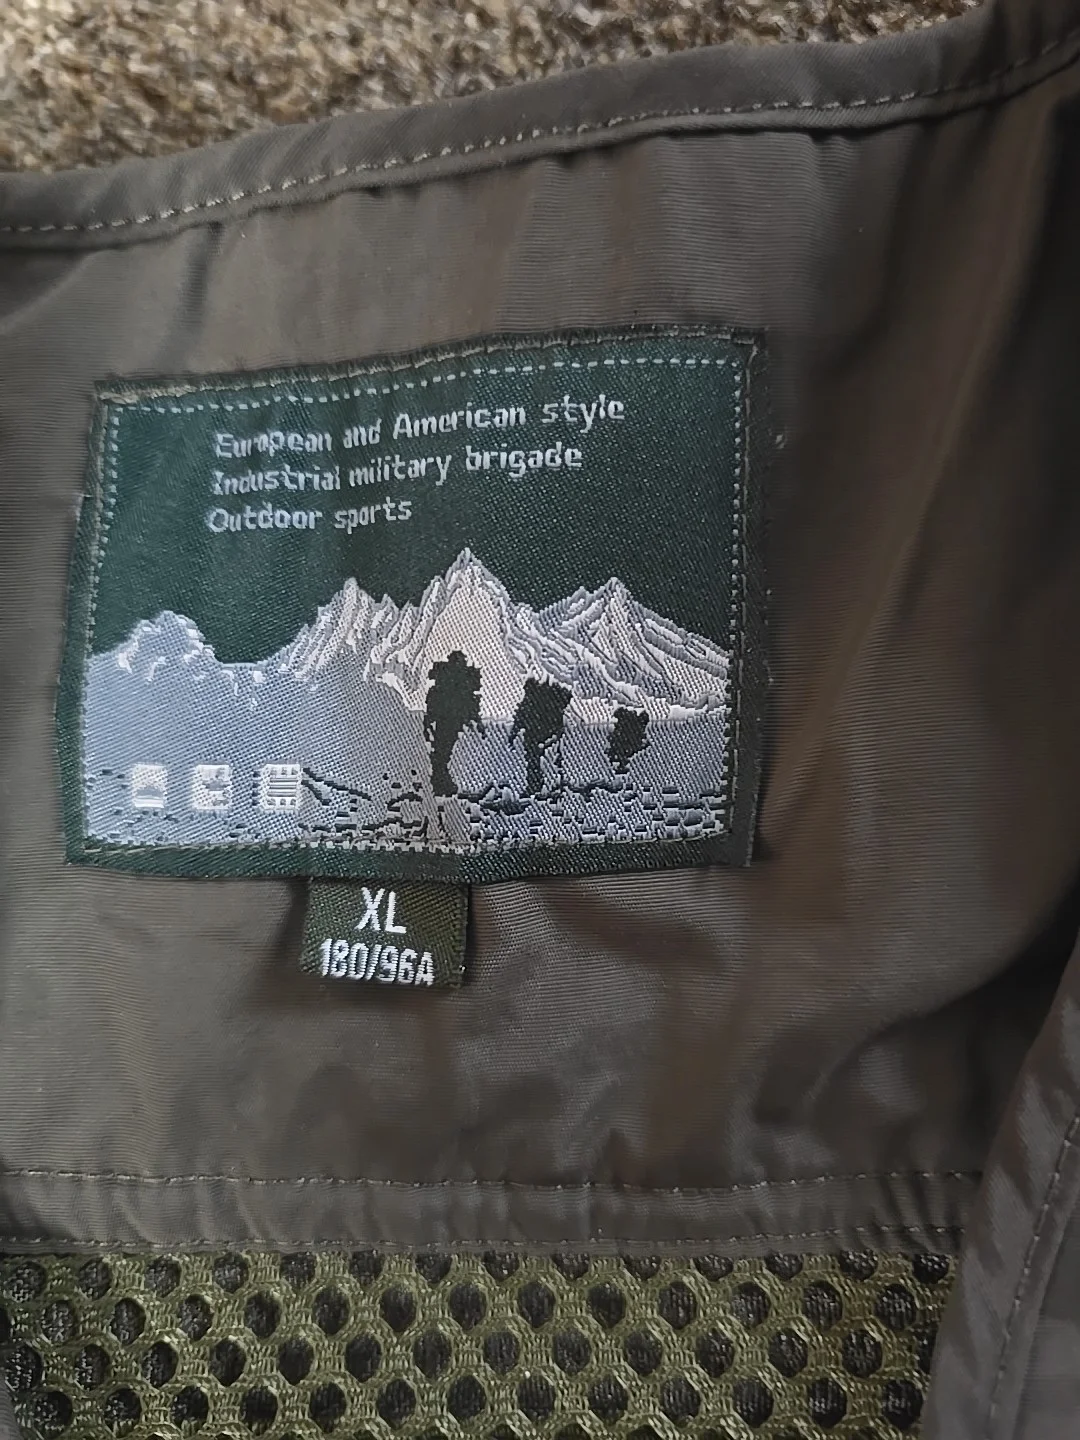 European and American style
Industrial military brigade
Outdoor sports
XL
180/96A